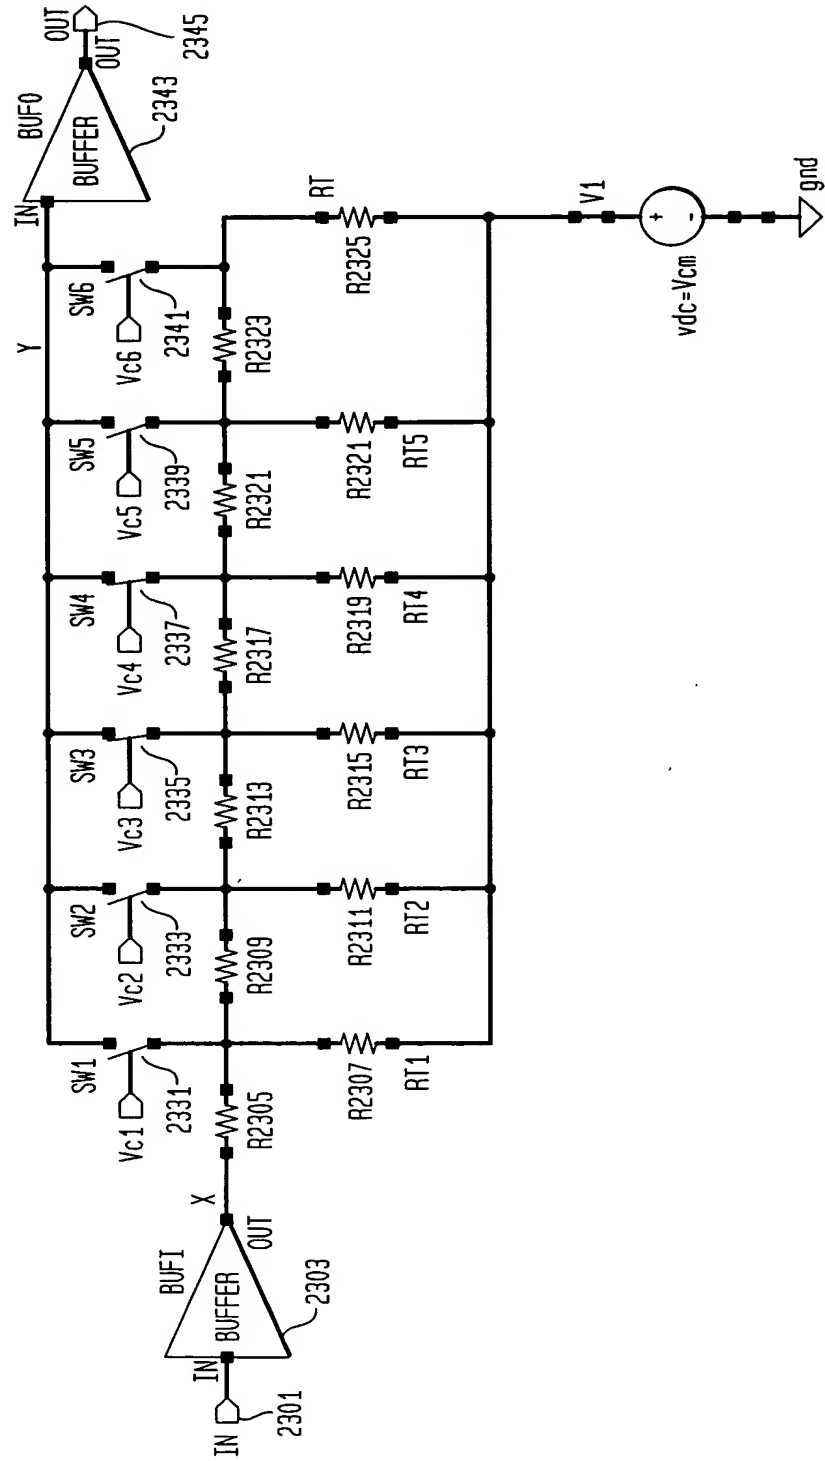 IN
2301
IN
BUFFER
BUFI
2303
OUT
X
R2305
Vc1
SW1
2331
R2307
RT1
R2309
Vc2
SW2
2333
R2311
RT2
R2313
Vc3
SW3
2335
R2315
RT3
R2317
Vc4
SW4
2337
R2319
RT4
R2321
Vc5
SW5
2339
R2321
RT5
R2323
Vc6
SW6
2341
Y
R2325
RT
IN
BUFFER
BUFO
2343
OUT
OUT
2345
V1
+
-
vdc=Vcm
gnd